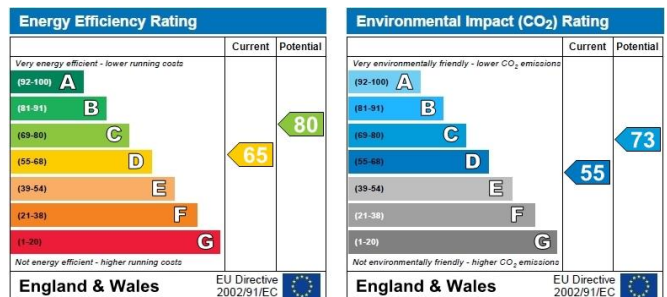 Energy Efficiency Rating
Current Potential
Very energy efficient - lower running costs
(92-100) A
(81-91) B
(69-80) C
(55-68) D
(39-54) E
(21-38) F
(1-20) G
65
80
Not energy efficient - higher running costs
England & Wales
EU Directive
2002/91/EC
Environmental Impact (CO₂) Rating
Current Potential
Very environmentally friendly - lower CO₂ emissions
(92-100) A
(81-91) B
(69-80) C
(55-68) D
(39-54) E
(21-38) F
(1-20) G
55
73
Not environmentally friendly - higher CO₂ emissions
England & Wales
EU Directive
2002/91/EC